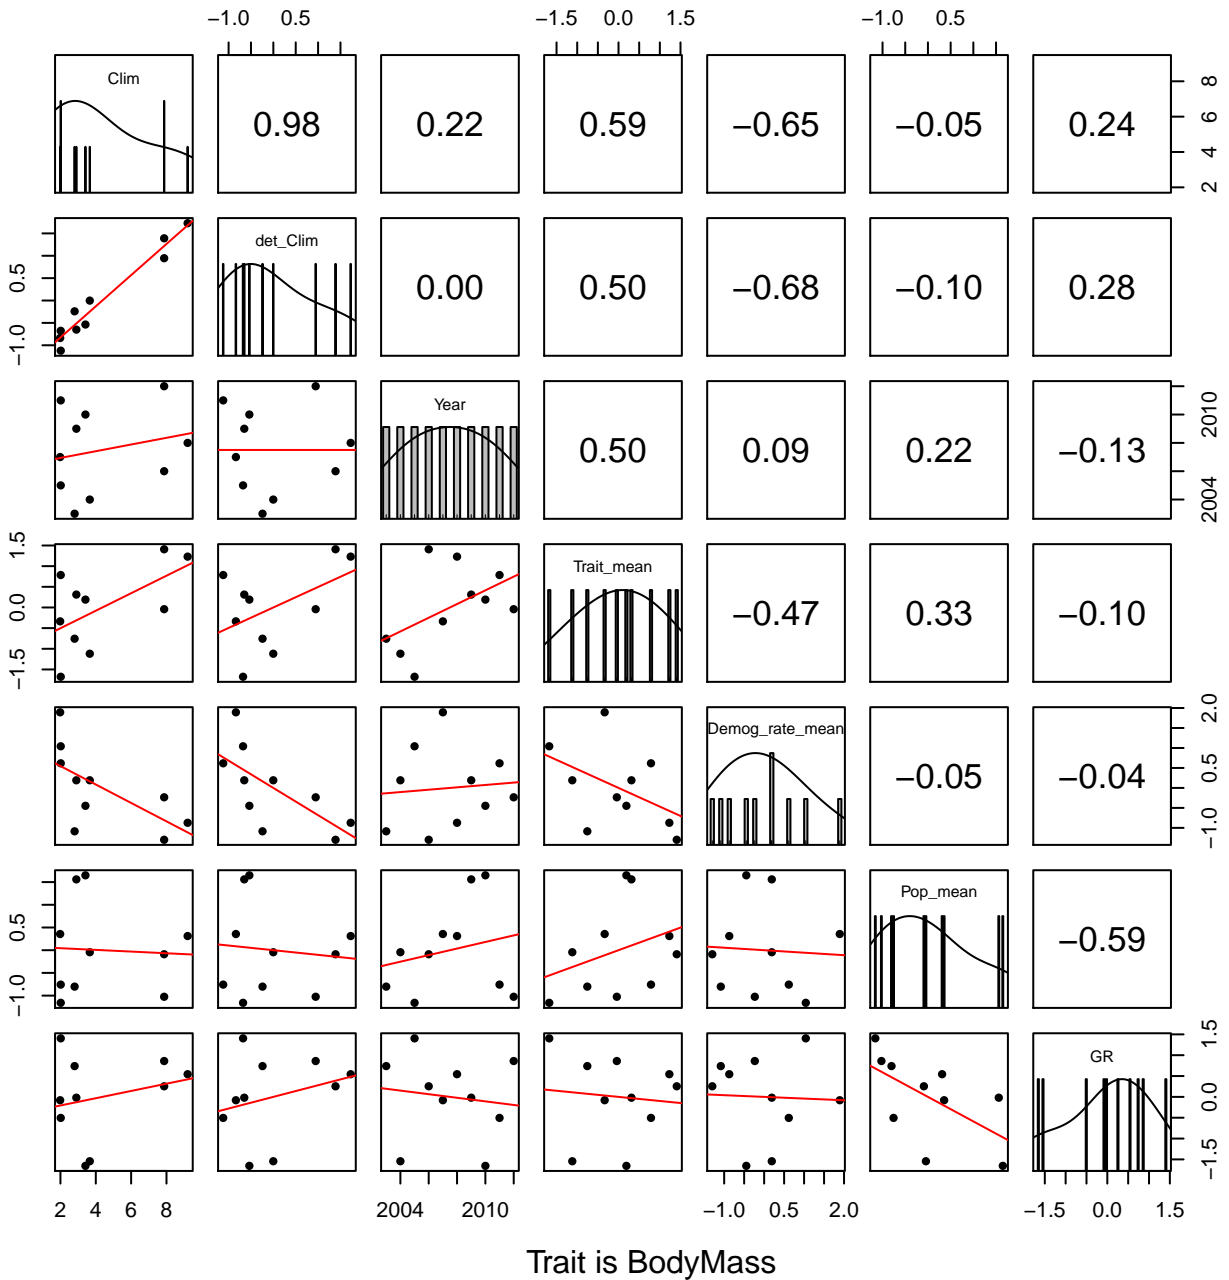 −1.0 0.5 −1.5 0.0 1.5 −1.0 0.5
Clim 0.98 0.22 0.59 −0.65 −0.05 0.24 2 4 6 8
−1.0 0.5 det_Clim 0.00 0.50 −0.68 −0.10 0.28
Year 0.50 0.09 0.22 −0.13 2004 2010
−1.5 0.0 1.5 Trait_mean −0.47 0.33 −0.10
Demog_rate_mean −0.05 −0.04 −1.0 0.5 2.0
−1.0 0.5 Pop_mean −0.59
GR −1.5 0.0 1.5
2 4 6 8 2004 2010 −1.0 0.5 2.0 −1.5 0.0 1.5
Trait is BodyMass